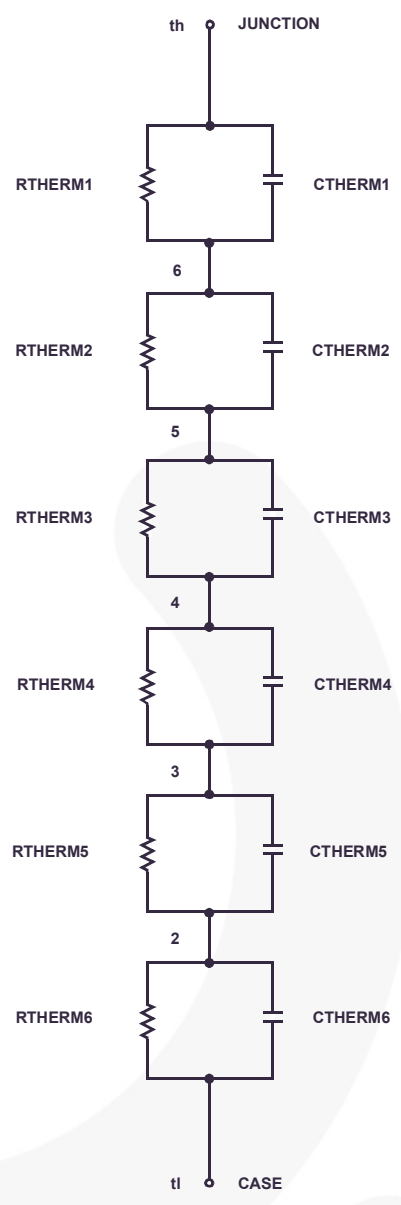 th JUNCTION
RTHERM1 CTHERM1
6
RTHERM2 CTHERM2
5
RTHERM3 CTHERM3
4
RTHERM4 CTHERM4
3
RTHERM5 CTHERM5
2
RTHERM6 CTHERM6
tl CASE